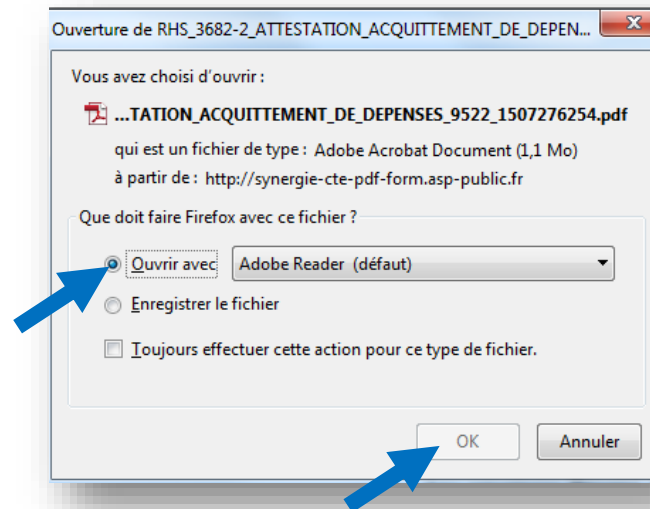 Ouverture de RHS_3682-2_ATTESTATION_ACQUITTEMENT_DE_DEPEN...
Vous avez choisi d'ouvrir :
...TATION_ACQUITTEMENT_DE_DEPENSES_9522_1507276254.pdf
qui est un fichier de type : Adobe Acrobat Document (1,1 Mo)
à partir de : http://synergie-cte-pdf-form.asp-public.fr
Que doit faire Firefox avec ce fichier ?
Ouvrir avec Adobe Reader (défaut)
Enregistrer le fichier
Toujours effectuer cette action pour ce type de fichier.
OK Annuler